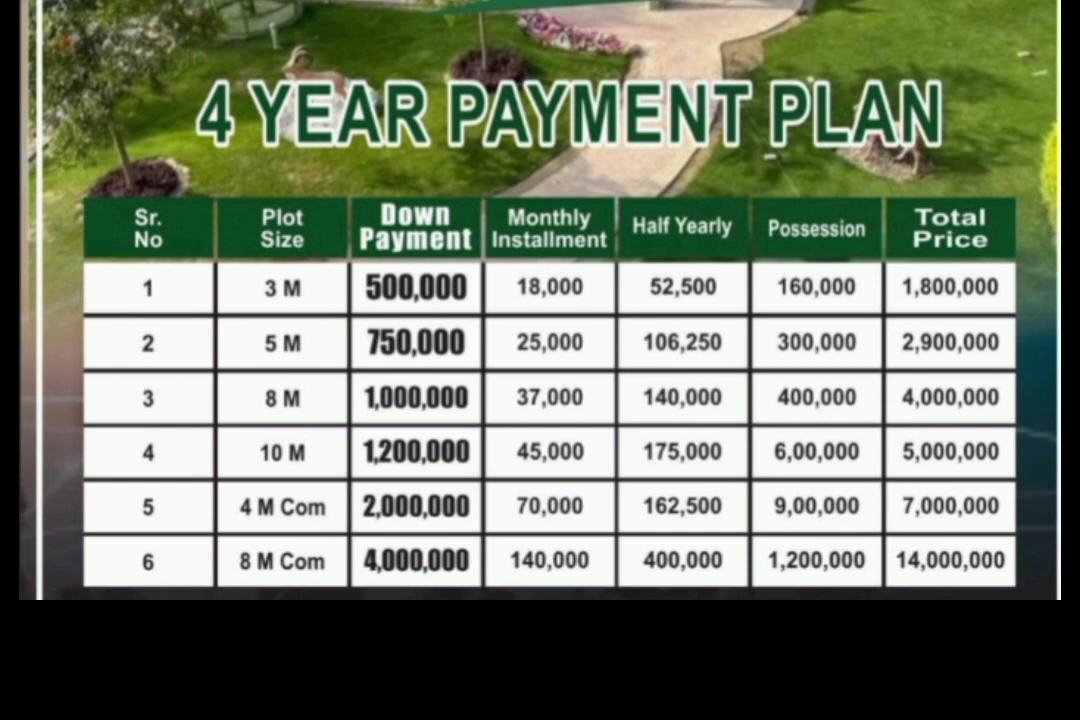 4 YEAR PAYMENT PLAN
Sr. No Plot Size Down Payment Monthly Installment Half Yearly Possession Total Price
1 3 M 500,000 18,000 52,500 160,000 1,800,000
2 5 M 750,000 25,000 106,250 300,000 2,900,000
3 8 M 1,000,000 37,000 140,000 400,000 4,000,000
4 10 M 1,200,000 45,000 175,000 6,00,000 5,000,000
5 4 M Com 2,000,000 70,000 162,500 9,00,000 7,000,000
6 8 M Com 4,000,000 140,000 400,000 1,200,000 14,000,000